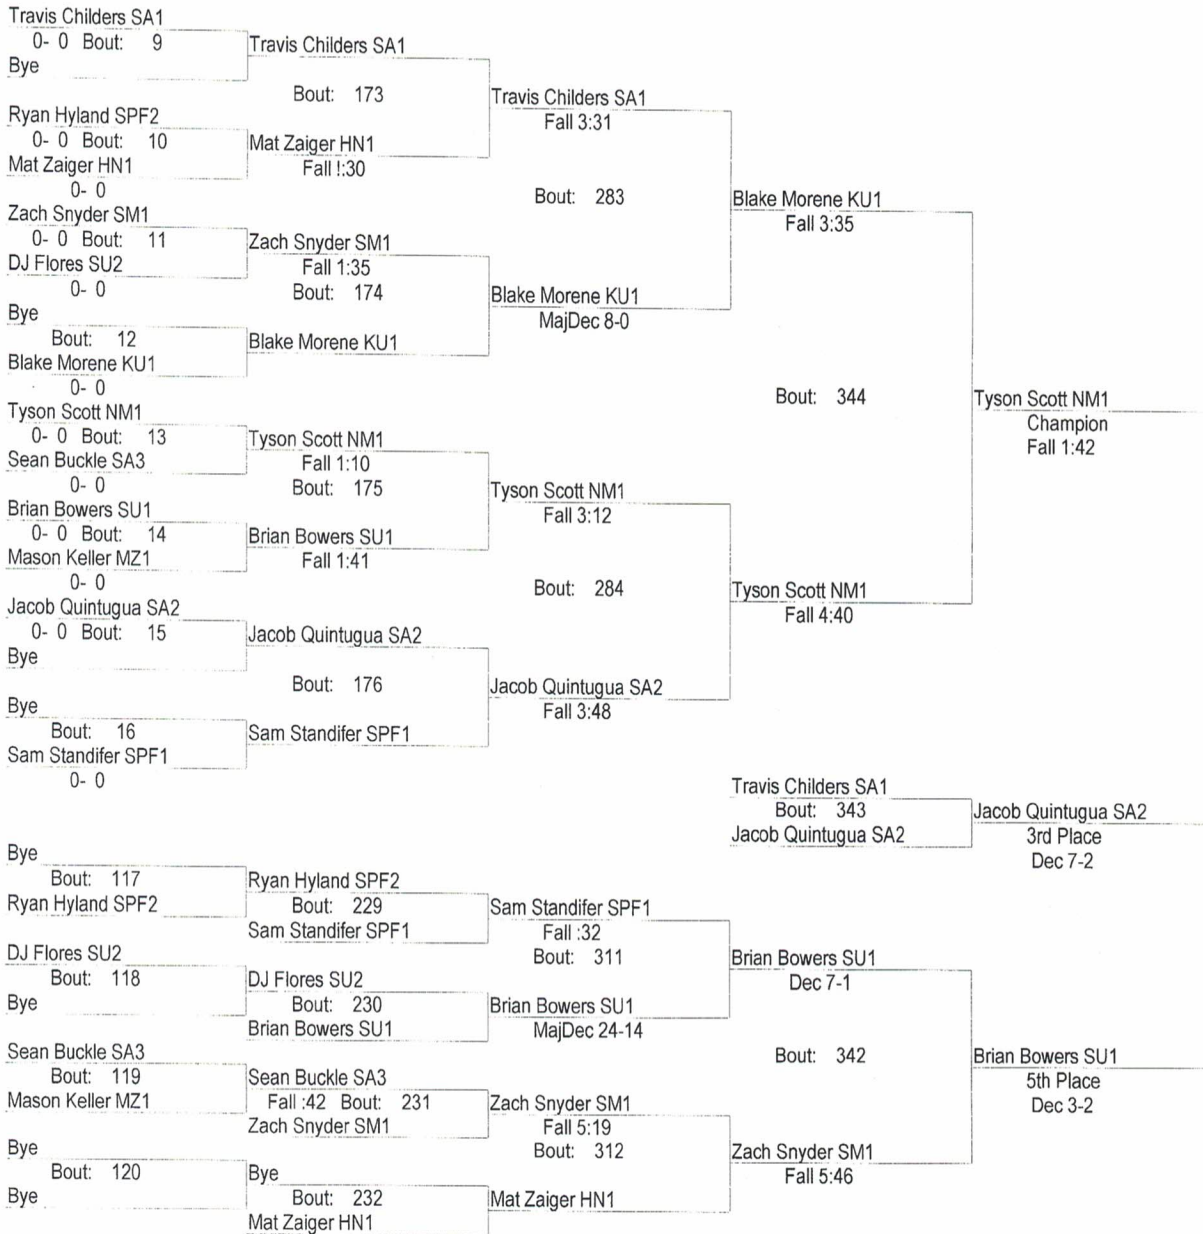 Travis Childers SA1
0- 0 Bout: 9
Bye
Travis Childers SA1
Bout: 173
Ryan Hyland SPF2
0- 0 Bout: 10
Mat Zaiger HN1
0- 0
Mat Zaiger HN1
Fall !:30
Travis Childers SA1
Fall 3:31
Bout: 283
Zach Snyder SM1
0- 0 Bout: 11
DJ Flores SU2
0- 0
Zach Snyder SM1
Fall 1:35
Bout: 174
Bye
Bout: 12
Blake Morene KU1
0- 0
Blake Morene KU1
Blake Morene KU1
MajDec 8-0
Blake Morene KU1
Fall 3:35
Bout: 344
Tyson Scott NM1
Champion
Fall 1:42
Tyson Scott NM1
0- 0 Bout: 13
Sean Buckle SA3
0- 0
Tyson Scott NM1
Fall 1:10
Bout: 175
Brian Bowers SU1
0- 0 Bout: 14
Mason Keller MZ1
0- 0
Brian Bowers SU1
Fall 1:41
Tyson Scott NM1
Fall 3:12
Bout: 284
Tyson Scott NM1
Fall 4:40
Jacob Quintugua SA2
0- 0 Bout: 15
Bye
Jacob Quintugua SA2
Bout: 176
Bye
Bout: 16
Sam Standifer SPF1
0- 0
Sam Standifer SPF1
Jacob Quintugua SA2
Fall 3:48
Travis Childers SA1
Bout: 343
Jacob Quintugua SA2
Jacob Quintugua SA2
3rd Place
Dec 7-2
Bye
Bout: 117
Ryan Hyland SPF2
Ryan Hyland SPF2
Bout: 229
Sam Standifer SPF1
Sam Standifer SPF1
Fall :32
Bout: 311
DJ Flores SU2
Bout: 118
Bye
DJ Flores SU2
Bout: 230
Brian Bowers SU1
Brian Bowers SU1
MajDec 24-14
Brian Bowers SU1
Dec 7-1
Bout: 342
Brian Bowers SU1
5th Place
Dec 3-2
Sean Buckle SA3
Bout: 119
Mason Keller MZ1
Sean Buckle SA3
Fall :42 Bout: 231
Zach Snyder SM1
Zach Snyder SM1
Fall 5:19
Bout: 312
Bye
Bout: 120
Bye
Bye
Bout: 232
Mat Zaiger HN1
Mat Zaiger HN1
Zach Snyder SM1
Fall 5:46